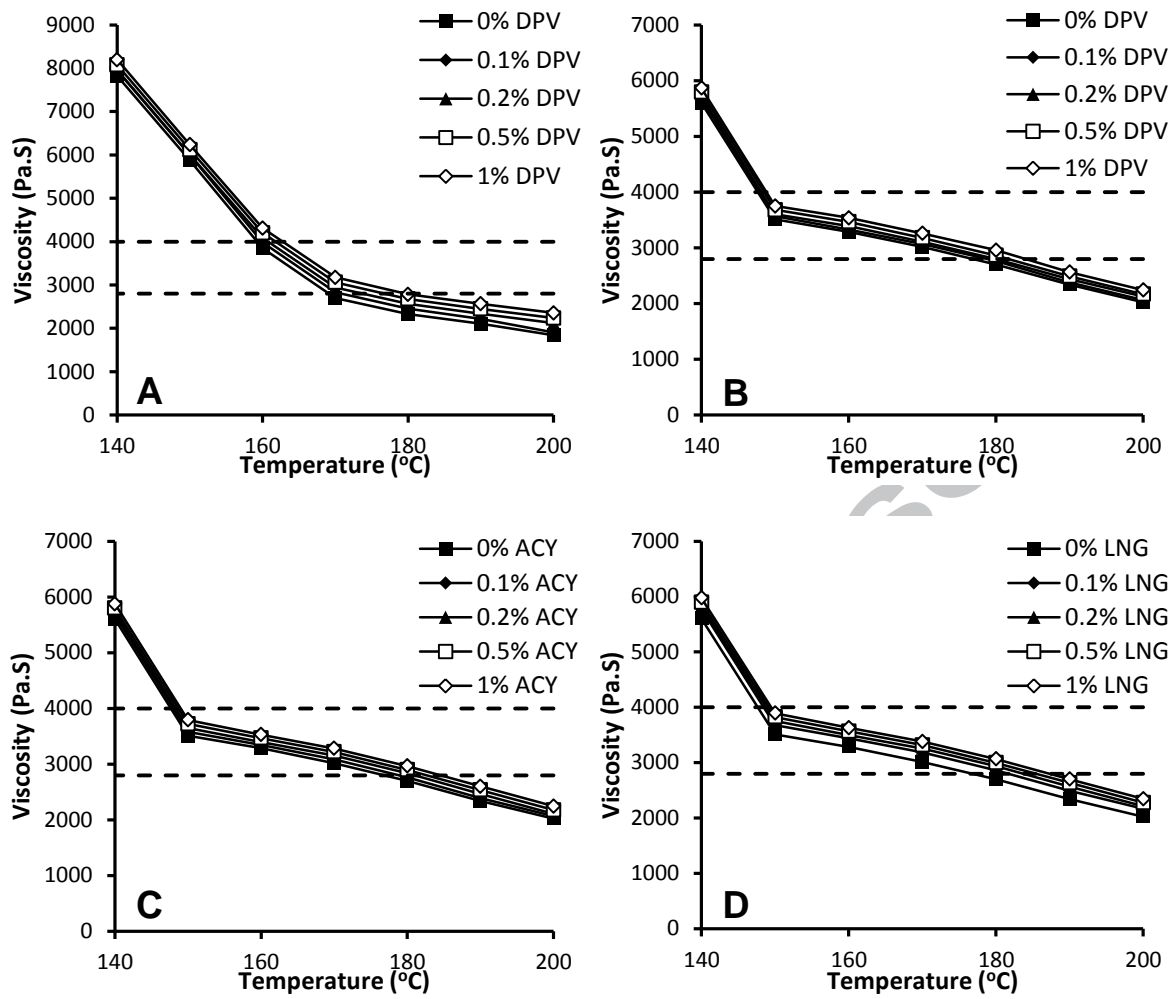 9000
8000
7000
6000
5000
4000
3000
2000
1000
0
Viscosity (Pa.S)
140 160 180 200
Temperature (ºC)
0% DPV
0.1% DPV
0.2% DPV
0.5% DPV
1% DPV
A
7000
6000
5000
4000
3000
2000
1000
0
Viscosity (Pa.S)
140 160 180 200
Temperature (ºC)
0% DPV
0.1% DPV
0.2% DPV
0.5% DPV
1% DPV
B
7000
6000
5000
4000
3000
2000
1000
0
Viscosity (Pa.S)
140 160 180 200
Temperature (ºC)
0% ACY
0.1% ACY
0.2% ACY
0.5% ACY
1% ACY
C
7000
6000
5000
4000
3000
2000
1000
0
Viscosity (Pa.S)
140 160 180 200
Temperature (ºC)
0% LNG
0.1% LNG
0.2% LNG
0.5% LNG
1% LNG
D